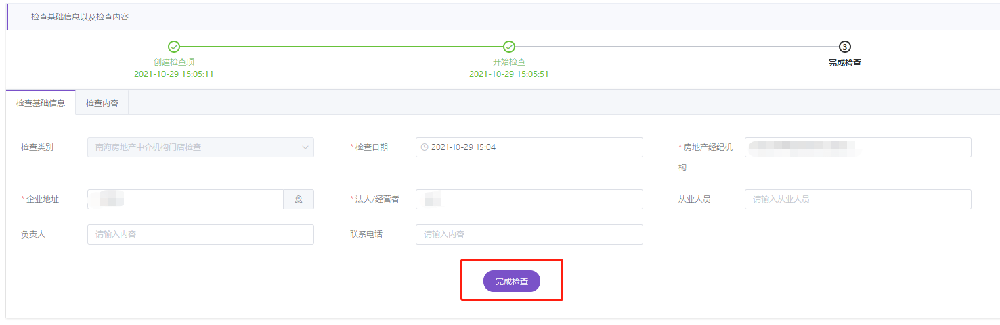 检查基础信息以及检查内容
3
创建检查项
开始检查
完成检查
2021-10-29 15:05:11
2021-10-29 15:05:51
检查基础信息
检查内容
检查类别
南海房地产中介机构门店检查
*检查日期
2021-10-29 15:04
*房地产经纪机
构
*企业地址
*法人/经营者
从业人员
请输入从业人员
负责人
请输入内容
联系电话
请输入内容
完成检查